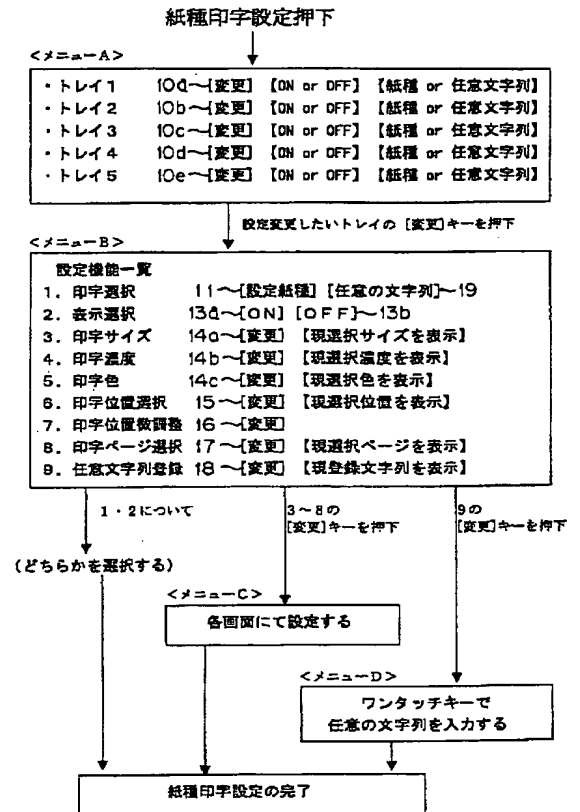 紙種印字設定押下
<メニューA>
・トレイ1 10a～[変更] 【ON or OFF】 【紙種 or 任意文字列】
・トレイ2 10b～[変更] 【ON or OFF】 【紙種 or 任意文字列】
・トレイ3 10c～[変更] 【ON or OFF】 【紙種 or 任意文字列】
・トレイ4 10d～[変更] 【ON or OFF】 【紙種 or 任意文字列】
・トレイ5 10e～[変更] 【ON or OFF】 【紙種 or 任意文字列】
設定変更したいトレイの [変更]キーを押下
<メニューB>
設定機能一覧
1. 印字選択 11～[設定紙種] [任意の文字列]～19
2. 表示選択 13a～[ON] [OFF]～13b
3. 印字サイズ 14a～[変更] 【現選択サイズを表示】
4. 印字濃度 14b～[変更] 【現選択濃度を表示】
5. 印字色 14c～[変更] 【現選択色を表示】
6. 印字位置選択 15～[変更] 【現選択位置を表示】
7. 印字位置微調整 16～[変更]
8. 印字ページ選択 17～[変更] 【現選択ページを表示】
9. 任意文字列登録 18～[変更] 【現登録文字列を表示】
1・2について
(どちらかを選択する)
3～8の
[変更]キーを押下
9の
[変更]キーを押下
<メニューC>
各画面にて設定する
<メニューD>
ワンタッチキーで
任意の文字列を入力する
紙種印字設定の完了